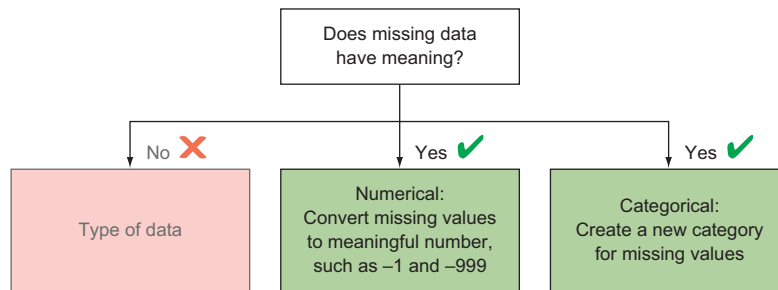 Does missing data
have meaning?
No
Yes
Yes
Type of data
Numerical:
Convert missing values
to meaningful number,
such as –1 and –999
Categorical:
Create a new category
for missing values